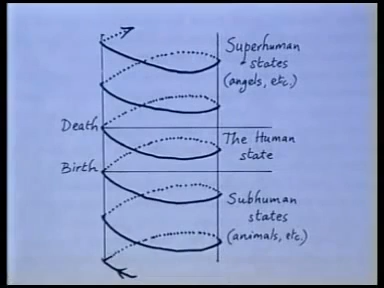 Superhuman
states
(angels, etc.)
Death
The Human
state
Birth
Subhuman
states
(animals, etc.)